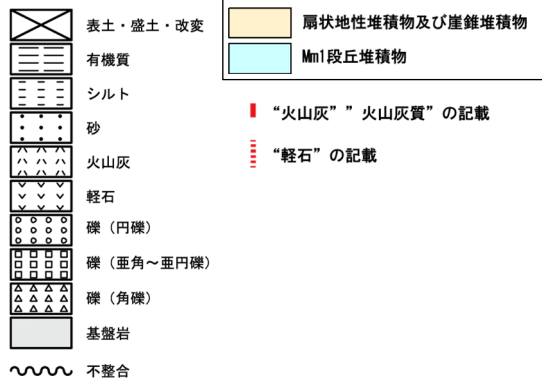 表土・盛土・改変
有機質
シルト
砂
火山灰
軽石
礫（円礫）
礫（亜角～亜円礫）
礫（角礫）
基盤岩
不整合
扇状地性堆積物及び崖錐堆積物
Mm1段丘堆積物
“火山灰””火山灰質”の記載
“軽石”の記載